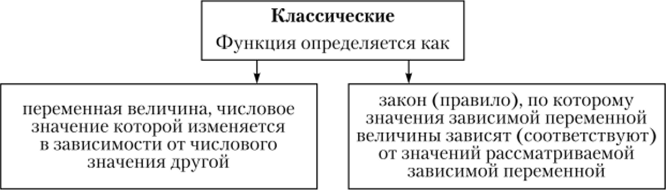 Классические
Функция определяется как
переменная величина, числовое
значение которой изменяется
в зависимости от числового
значения другой
закон (правило), по которому
значения зависимой переменной
величины зависят (соответствуют)
от значений рассматриваемой
зависимой переменной